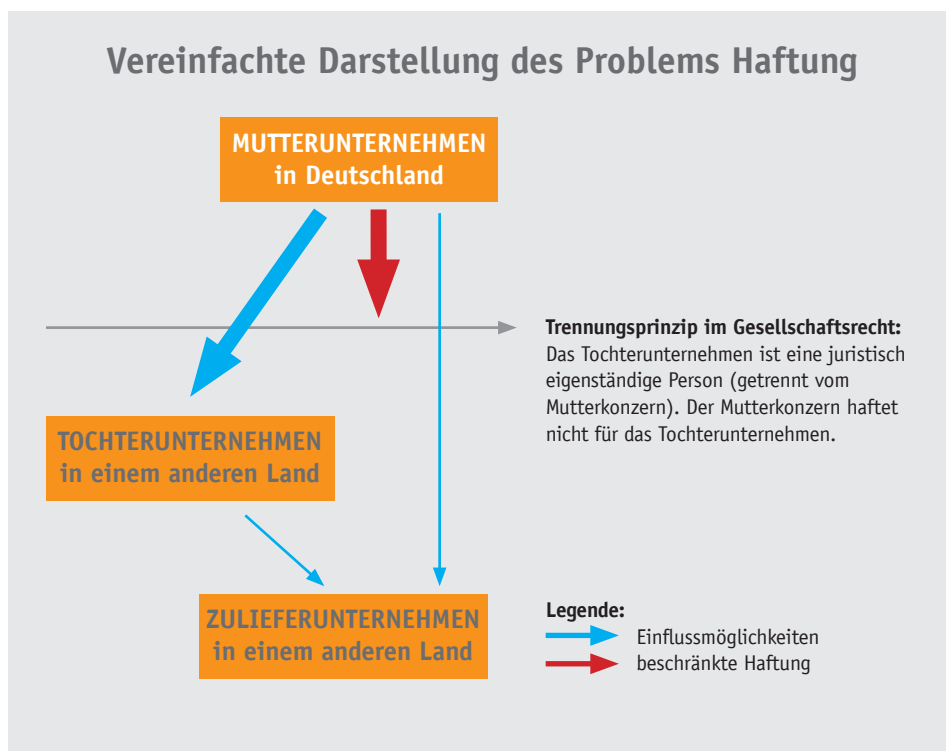 Vereinfachte Darstellung des Problems Haftung
MUTTERUNTERNEHMEN
in Deutschland
Trennungsprinzip im Gesellschaftsrecht:
Das Tochterunternehmen ist eine juristisch
eigenständige Person (getrennt vom
Mutterkonzern). Der Mutterkonzern haftet
nicht für das Tochterunternehmen.
TOCHTERUNTERNEHMEN
in einem anderen Land
ZULIEFERUNTERNEHMEN
in einem anderen Land
Legende:
Einflussmöglichkeiten
beschränkte Haftung